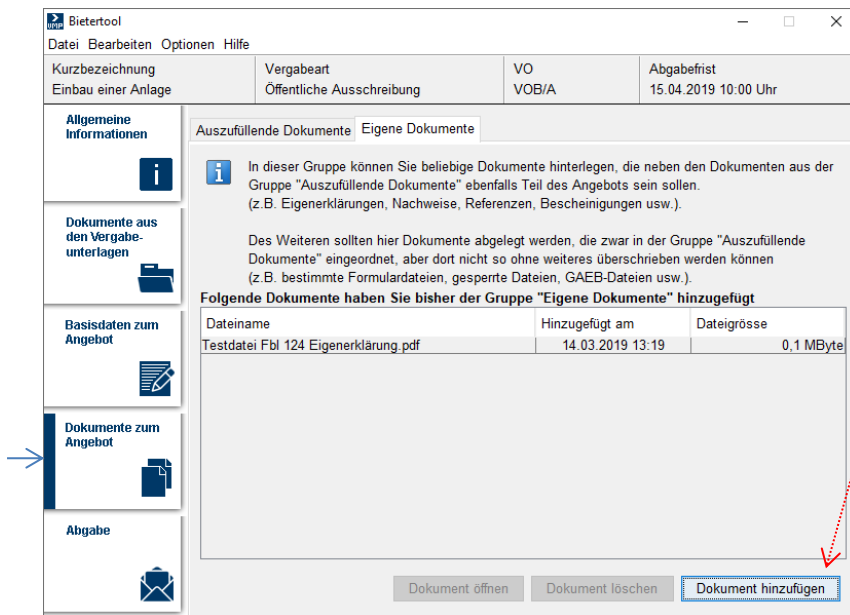 Bietertool
Datei Bearbeiten Optionen Hilfe
Kurzbezeichnung Vergabeart VO Abgabefrist
Einbau einer Anlage Öffentliche Ausschreibung VOB/A 15.04.2019 10:00 Uhr
Allgemeine
Informationen
i
Dokumente aus
den Vergabe-
unterlagen
Basisdaten zum
Angebot
Dokumente zum
Angebot
Abgabe
Auszufüllende Dokumente Eigene Dokumente
i
In dieser Gruppe können Sie beliebige Dokumente hinterlegen, die neben den Dokumenten aus der
Gruppe "Auszufüllende Dokumente" ebenfalls Teil des Angebots sein sollen.
(z.B. Eigenerklärungen, Nachweise, Referenzen, Bescheinigungen usw.).
Des Weiteren sollten hier Dokumente abgelegt werden, die zwar in der Gruppe "Auszufüllende
Dokumente" eingeordnet, aber dort nicht so ohne weiteres überschrieben werden können
(z.B. bestimmte Formulardateien, gesperrte Dateien, GAEB-Dateien usw.).
Folgende Dokumente haben Sie bisher der Gruppe "Eigene Dokumente" hinzugefügt
Dateiname Hinzugefügt am Dateigrösse
Testdatei Fbl 124 Eigenerklärung.pdf 14.03.2019 13:19 0,1 MByte
Dokument öffnen Dokument löschen Dokument hinzufügen